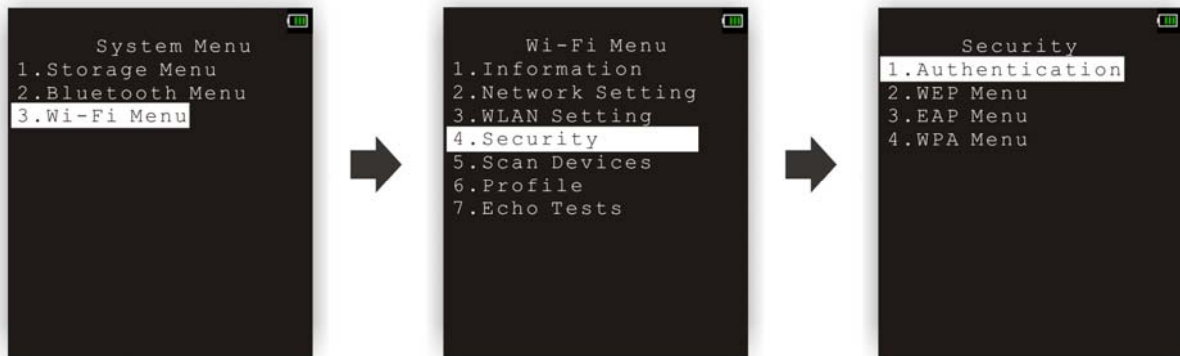 System Menu
1.Storage Menu
2.Bluetooth Menu
3.Wi-Fi Menu
Wi-Fi Menu
1.Information
2.Network Setting
3.WLAN Setting
4.Security
5.Scan Devices
6.Profile
7.Echo Tests
Security
1.Authentication
2.WEP Menu
3.EAP Menu
4.WPA Menu